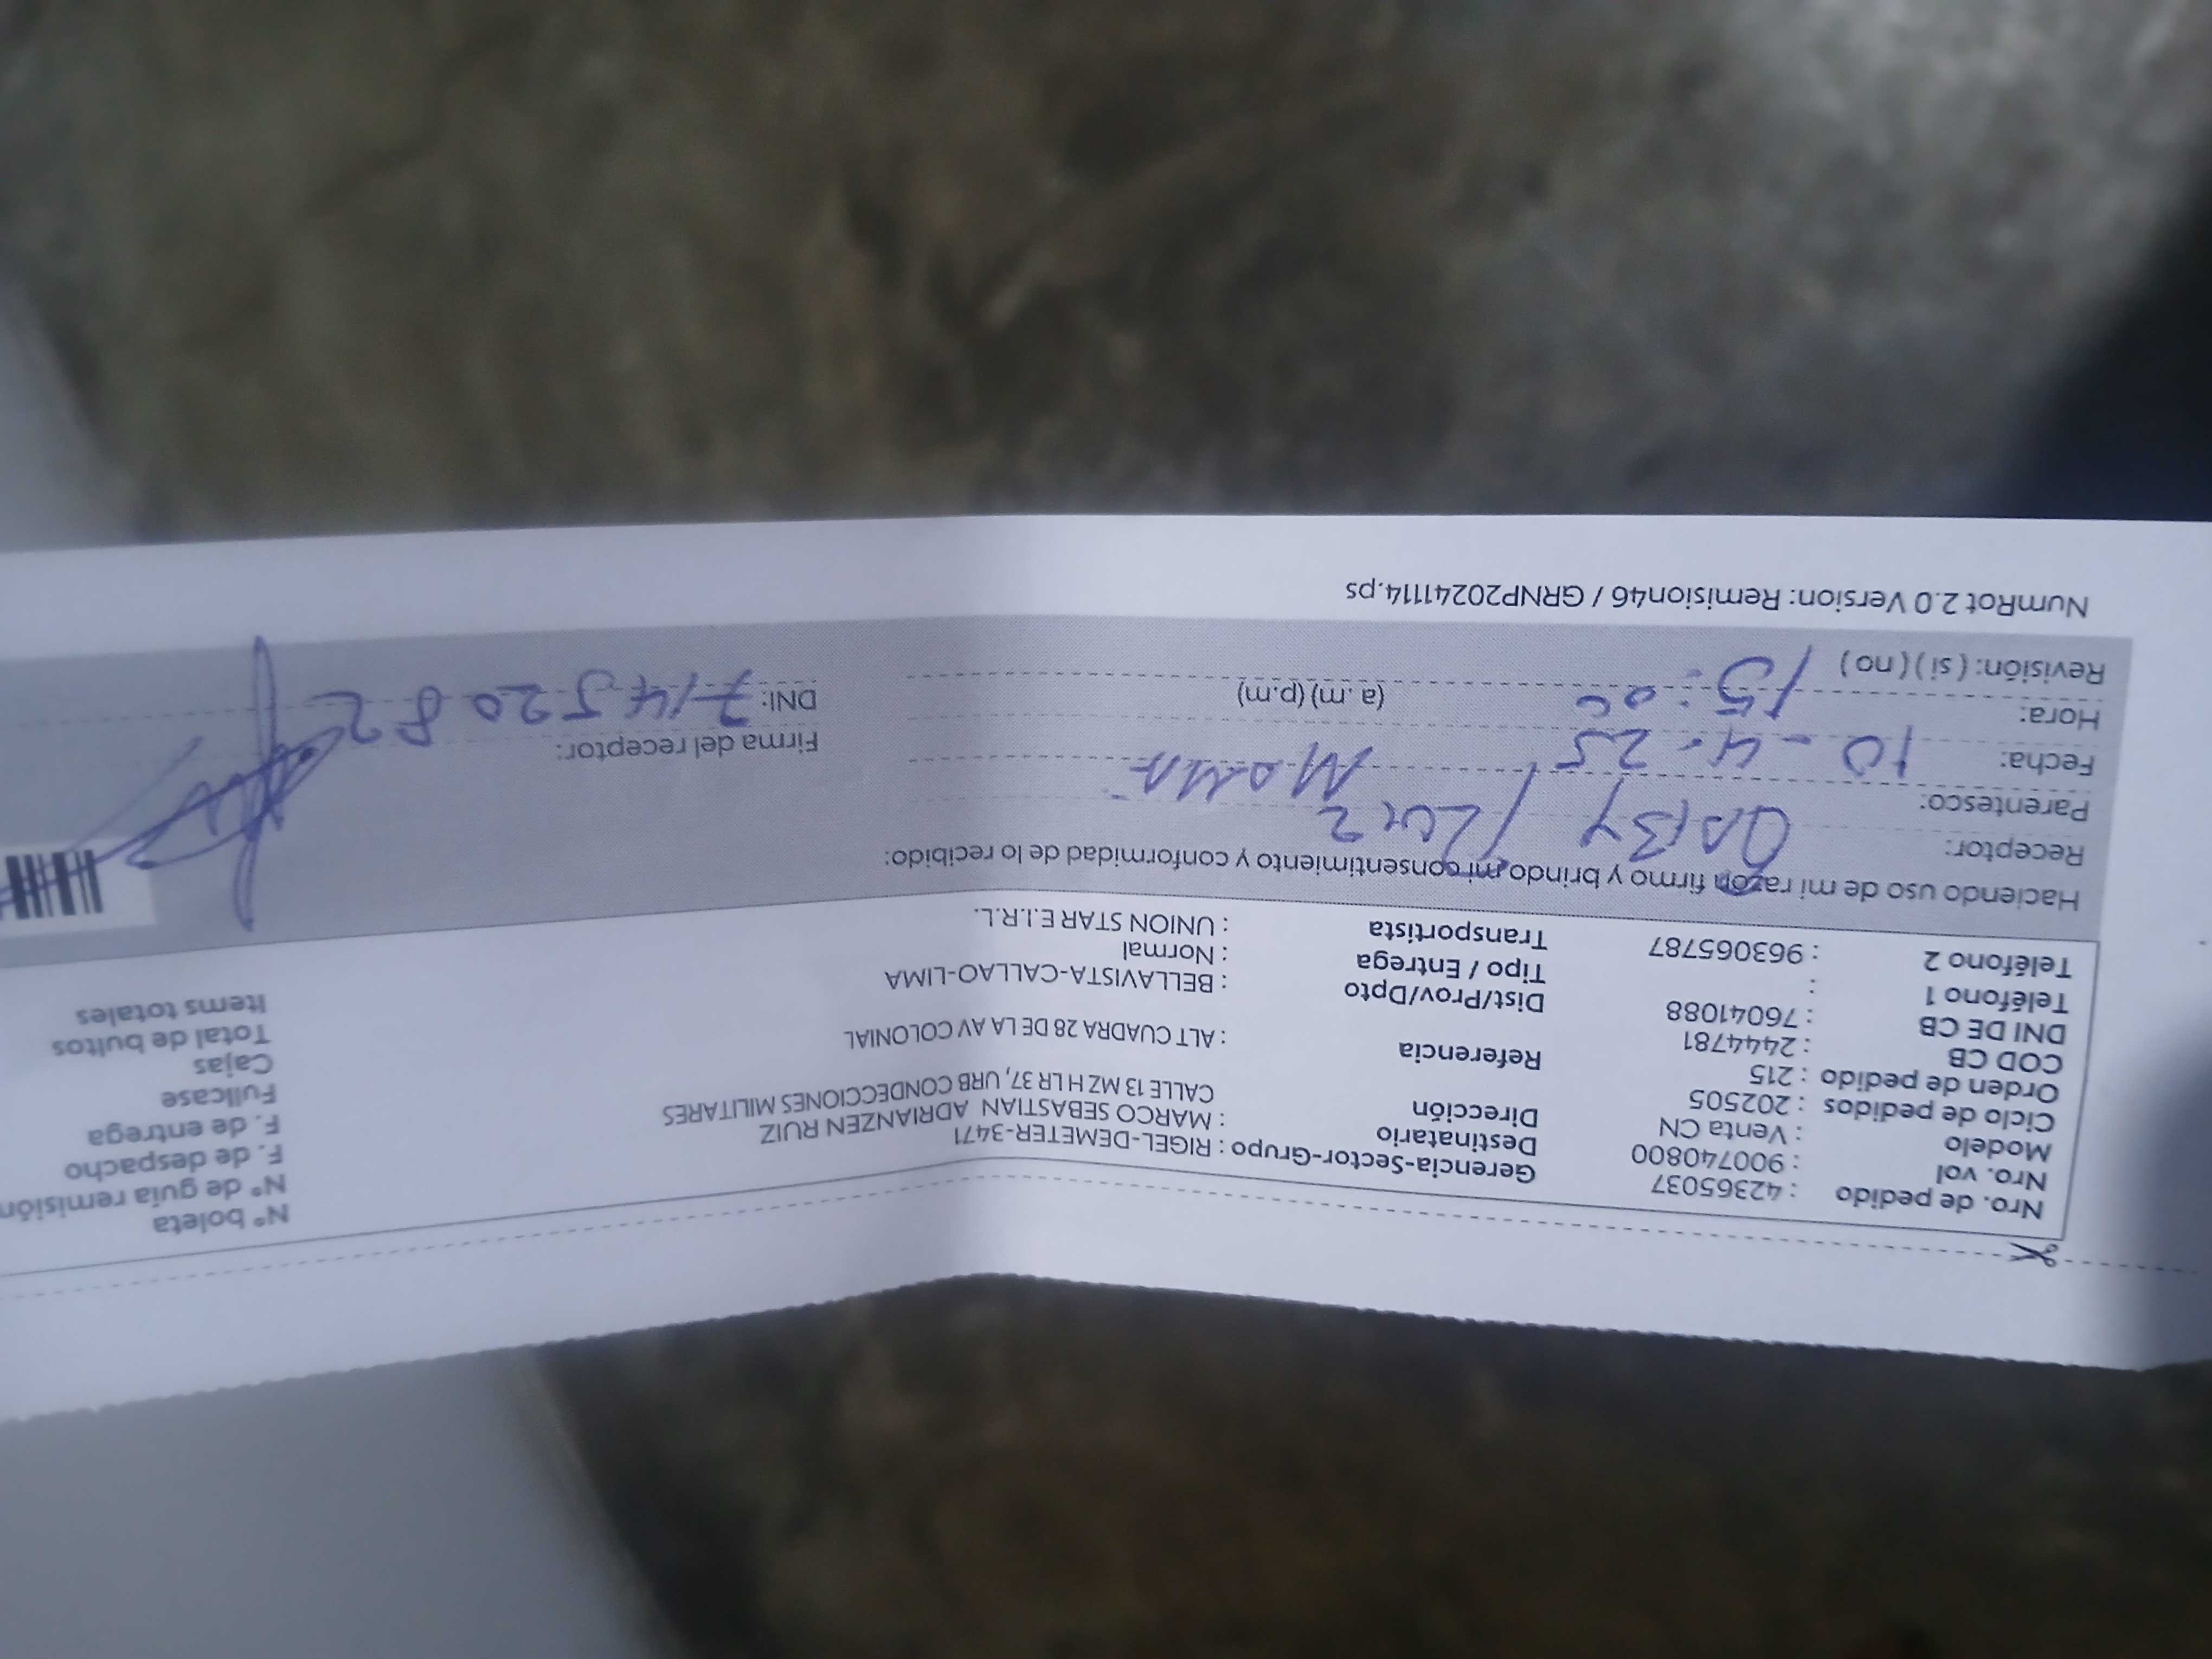 Nro. de pedido : 42365037 Gerencia-Sector-Grupo : RIGEL-DEMETER-3471 N° boleta
Nro. vol : 900740800 Destinatario : MARCO SEBASTIAN ADRIANZEN RUIZ N° de guía remisión
Modelo : Venta CN Dirección CALLE 13 MZ H LR 37, URB CONDECCIONES MILITARES F. de despacho
Ciclo de pedidos : 202505 F. de entrega
Orden de pedido : 215 Referencia : ALT CUADRA 28 DE LA AV COLONIAL Fullcase
COD CB : 2444781 Cajas
DNI DE CB : 76041088 Dist/Prov/Dpto : BELLAVISTA-CALLAO-LIMA Total de bultos
Teléfono 1 : Tipo / Entrega : Normal Items totales
Teléfono 2 : 963065787 Transportista : UNION STAR E.I.R.L.
Haciendo uso de mi razón firmo y brindo mi consentimiento y conformidad de lo recibido:
Receptor: GABY Luz
Parentesco: Firma del receptor:
Fecha: 10-4-25 DNI: 71452082
Hora: 15:00 (a.m) (p.m)
Revisión: ( si ) ( no )
NumRot 2.0 Version: Remision46 / GRNP20241114.ps